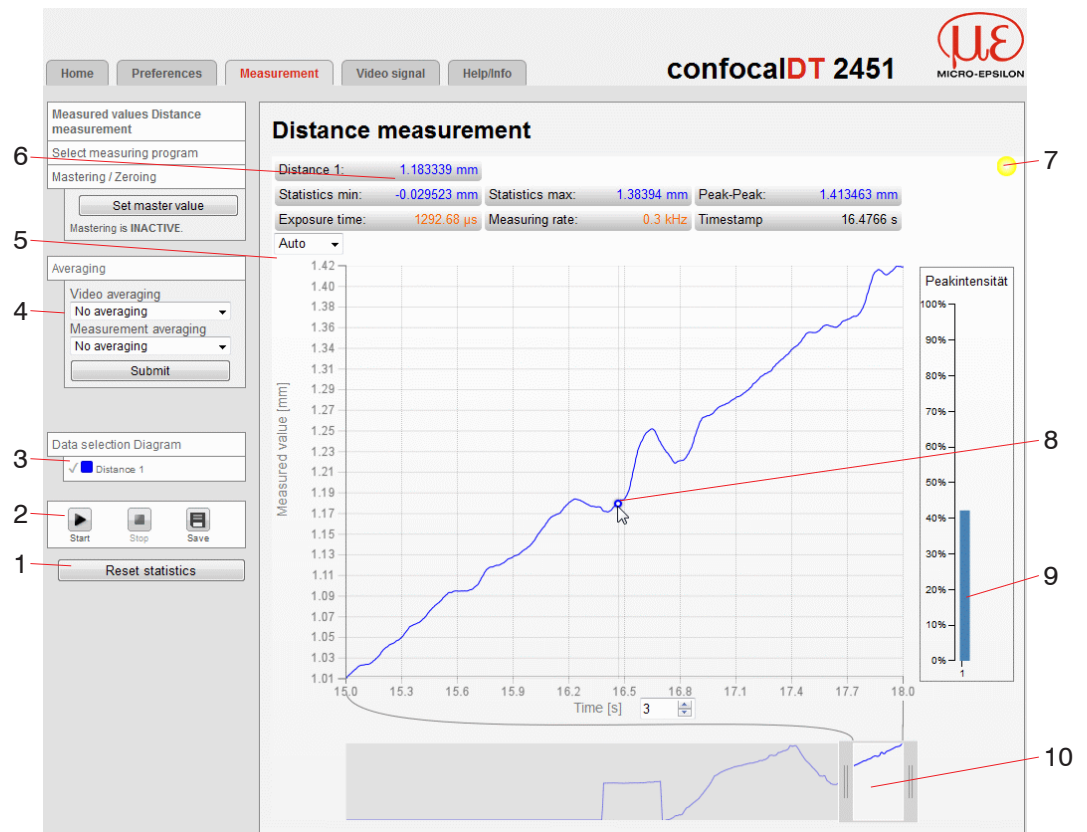 με
MICRO-EPSILON
confocalDT 2451
Home
Preferences
Measurement
Video signal
Help/Info
Measured values Distance
measurement
Select measuring program
Mastering / Zeroing
Set master value
Mastering is INACTIVE.
Averaging
Video averaging
No averaging
Measurement averaging
No averaging
Submit
Data selection Diagram
Distance 1
Start
Stop
Save
Reset statistics
Distance measurement
Distance 1: 1.183339 mm
Statistics min: -0.029523 mm Statistics max: 1.38394 mm Peak-Peak: 1.413463 mm
Exposure time: 1292.68 µs Measuring rate: 0.3 kHz Timestamp 16.4766 s
Auto
Measured value [mm]
1.42
1.40
1.38
1.36
1.34
1.31
1.29
1.27
1.25
1.23
1.21
1.19
1.17
1.15
1.13
1.11
1.09
1.07
1.05
1.03
1.01
15.0 15.3 15.6 15.9 16.2 16.5 16.8 17.1 17.4 17.7 18.0
Time [s] 3
Peakintensität
100%
90%
80%
70%
60%
50%
40%
30%
20%
10%
0%
1
6
5
4
3
2
1
7
8
9
10